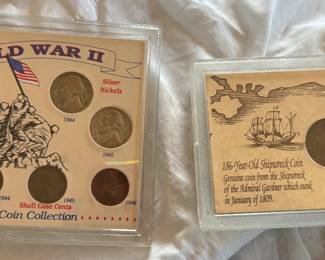 LD WAR II
Silver
Nickels
1944
1945
1944
1945
1946
Shell Case Cents
Coin Collection
186-Year-Old Shipwreck Coin
Genuine coin from the Shipwreck
of the Admiral Gardner which sunk
in January of 1809.